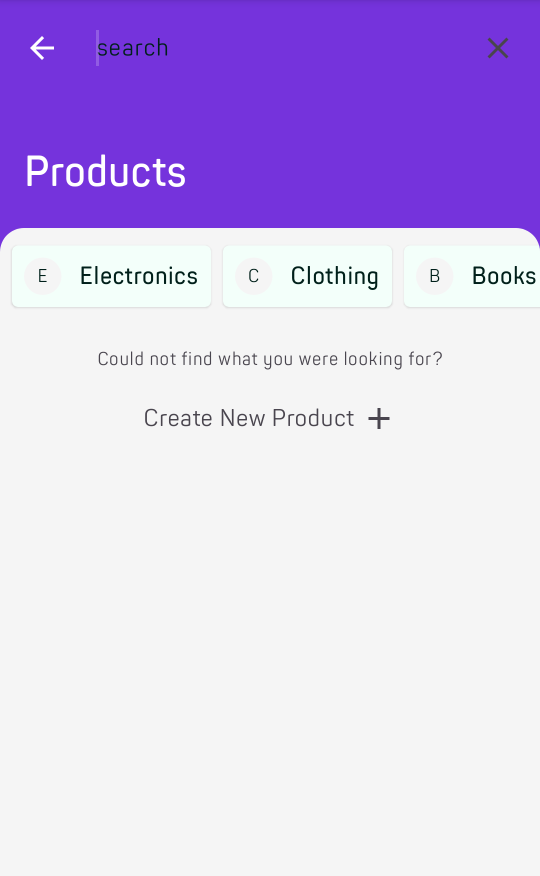 search
Products
E Electronics C Clothing B Books
Could not find what you were looking for?
Create New Product